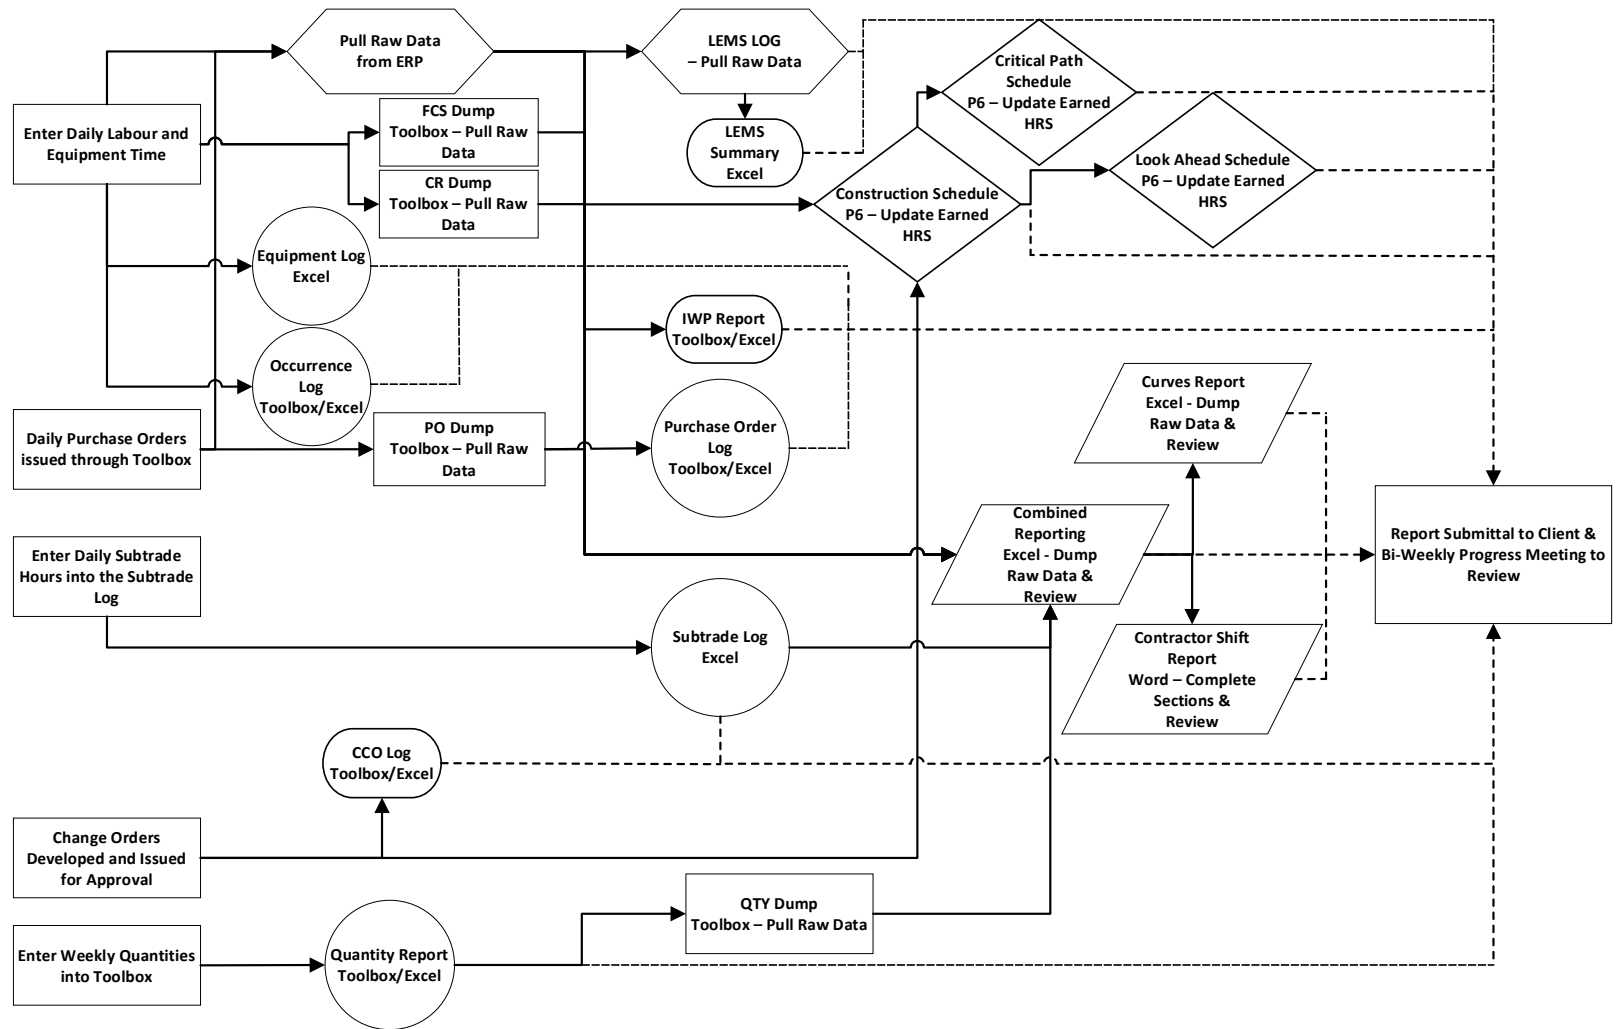 Pull Raw Data
from ERP
LEMS LOG
– Pull Raw Data
Critical Path
Schedule
P6 – Update Earned
HRS
Enter Daily Labour and
Equipment Time
FCS Dump
Toolbox – Pull Raw
Data
LEMS
Summary
Excel
CR Dump
Toolbox – Pull Raw
Data
Construction Schedule
P6 – Update Earned
HRS
Look Ahead Schedule
P6 – Update Earned
HRS
Equipment Log
Excel
IWP Report
Toolbox/Excel
Occurrence
Log
Toolbox/Excel
Curves Report
Excel - Dump
Raw Data &
Review
Daily Purchase Orders
issued through Toolbox
PO Dump
Toolbox – Pull Raw
Data
Purchase Order
Log
Toolbox/Excel
Combined
Reporting
Excel - Dump
Raw Data &
Review
Report Submittal to Client &
Bi-Weekly Progress Meeting to
Review
Enter Daily Subtrade
Hours into the Subtrade
Log
Subtrade Log
Excel
Contractor Shift
Report
Word – Complete
Sections &
Review
CCO Log
Toolbox/Excel
Change Orders
Developed and Issued
for Approval
QTY Dump
Toolbox – Pull Raw Data
Enter Weekly Quantities
into Toolbox
Quantity Report
Toolbox/Excel